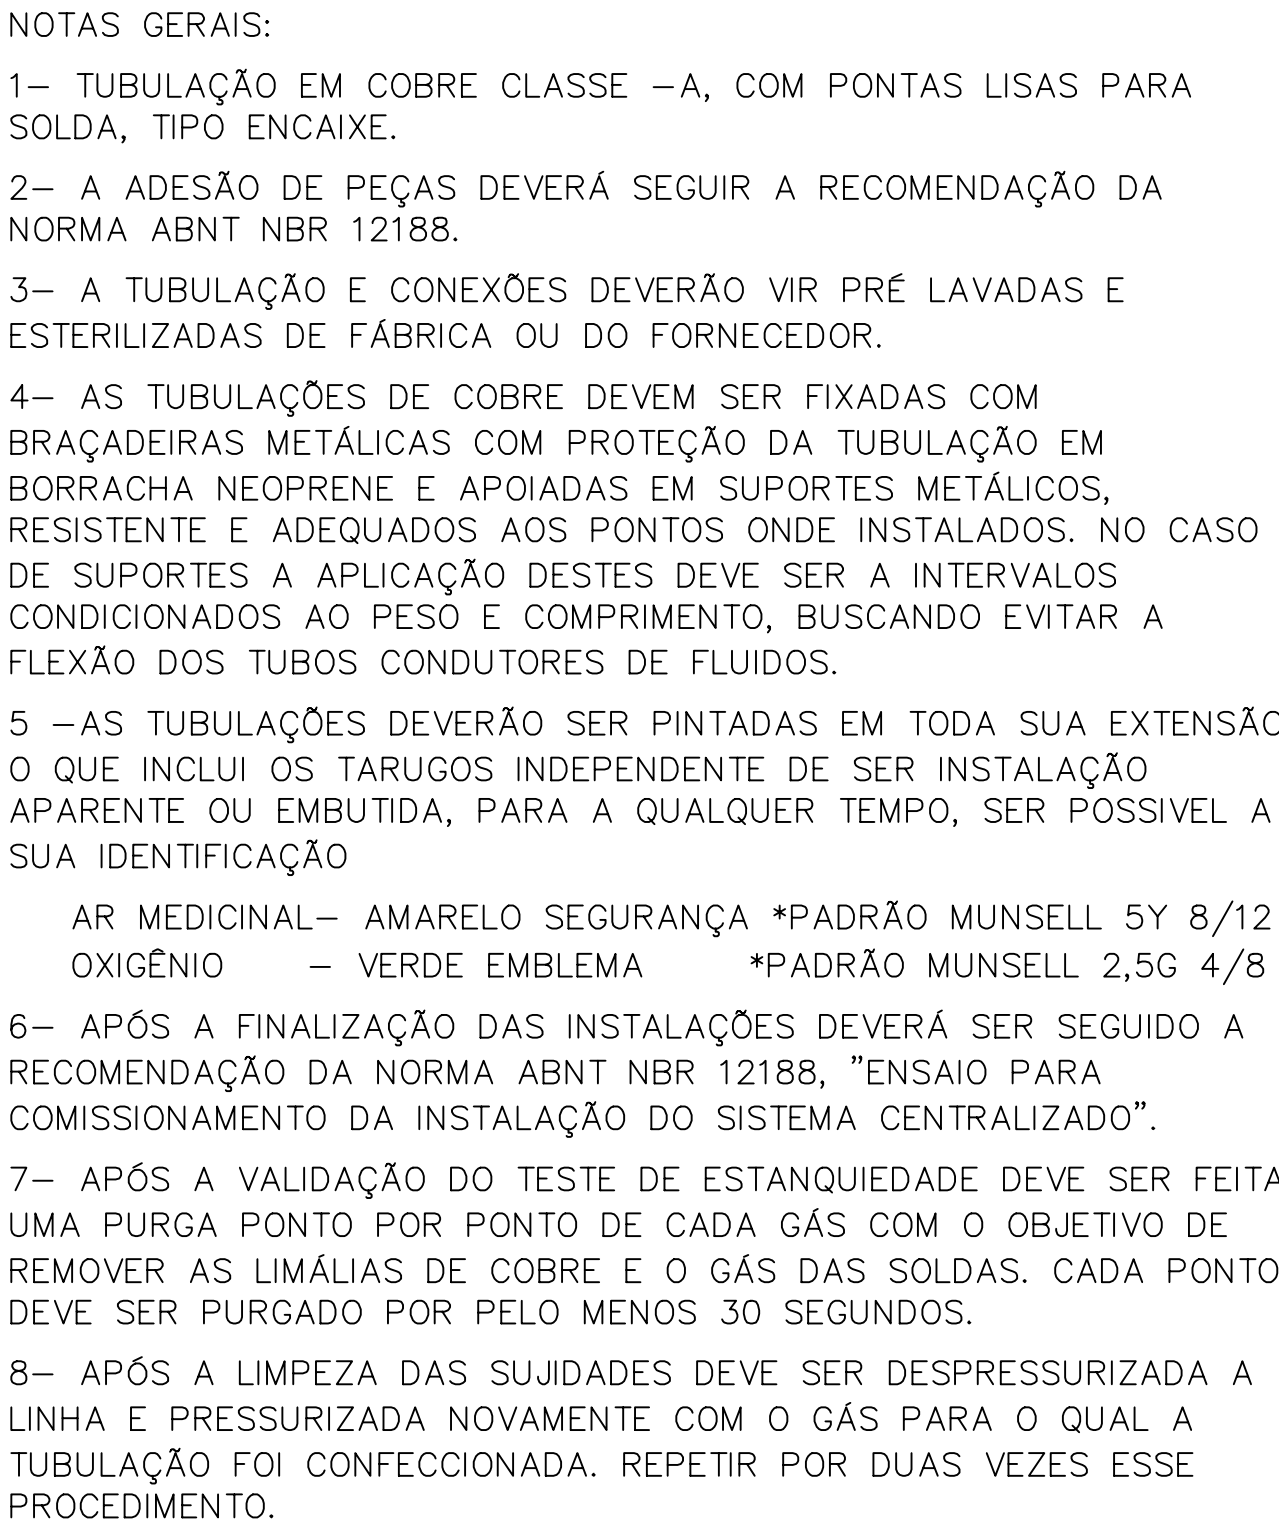 NOTAS GERAIS:
1- TUBULAÇÃO EM COBRE CLASSE -A, COM PONTAS LISAS PARA
SOLDA, TIPO ENCAIXE.
2- A ADESÃO DE PEÇAS DEVERÁ SEGUIR A RECOMENDAÇÃO DA
NORMA ABNT NBR 12188.
3- A TUBULAÇÃO E CONEXÕES DEVERÃO VIR PRÉ LAVADAS E
ESTERILIZADAS DE FÁBRICA OU DO FORNECEDOR.
4- AS TUBULAÇÕES DE COBRE DEVEM SER FIXADAS COM
BRAÇADEIRAS METÁLICAS COM PROTEÇÃO DA TUBULAÇÃO EM
BORRACHA NEOPRENE E APOIADAS EM SUPORTES METÁLICOS,
RESISTENTE E ADEQUADOS AOS PONTOS ONDE INSTALADOS. NO CASO
DE SUPORTES A APLICAÇÃO DESTES DEVE SER A INTERVALOS
CONDICIONADOS AO PESO E COMPRIMENTO, BUSCANDO EVITAR A
FLEXÃO DOS TUBOS CONDUTORES DE FLUIDOS.
5 -AS TUBULAÇÕES DEVERÃO SER PINTADAS EM TODA SUA EXTENSÃO
O QUE INCLUI OS TARUGOS INDEPENDENTE DE SER INSTALAÇÃO
APARENTE OU EMBUTIDA, PARA A QUALQUER TEMPO, SER POSSIVEL A
SUA IDENTIFICAÇÃO
AR MEDICINAL- AMARELO SEGURANÇA *PADRÃO MUNSELL 5Y 8/12
OXIGÊNIO - VERDE EMBLEMA *PADRÃO MUNSELL 2,5G 4/8
6- APÓS A FINALIZAÇÃO DAS INSTALAÇÕES DEVERÁ SER SEGUIDO A
RECOMENDAÇÃO DA NORMA ABNT NBR 12188, "ENSAIO PARA
COMISSIONAMENTO DA INSTALAÇÃO DO SISTEMA CENTRALIZADO".
7- APÓS A VALIDAÇÃO DO TESTE DE ESTANQUIEDADE DEVE SER FEITA
UMA PURGA PONTO POR PONTO DE CADA GÁS COM O OBJETIVO DE
REMOVER AS LIMÁLIAS DE COBRE E O GÁS DAS SOLDAS. CADA PONTO
DEVE SER PURGADO POR PELO MENOS 30 SEGUNDOS.
8- APÓS A LIMPEZA DAS SUJIDADES DEVE SER DESPRESSURIZADA A
LINHA E PRESSURIZADA NOVAMENTE COM O GÁS PARA O QUAL A
TUBULAÇÃO FOI CONFECCIONADA. REPETIR POR DUAS VEZES ESSE
PROCEDIMENTO.